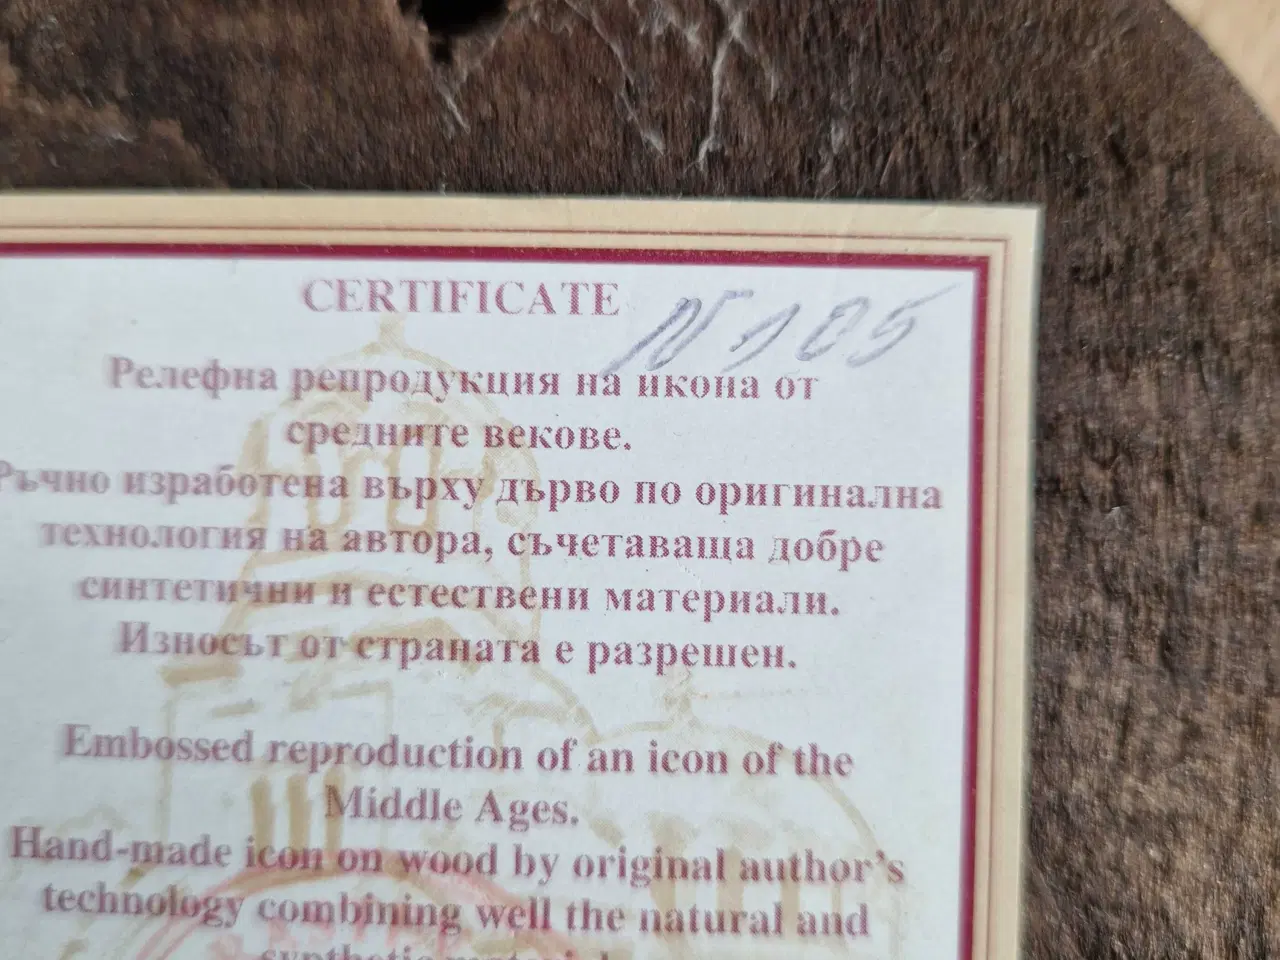 CERTIFICATE N 105
Релефна репродукция на икона от
средните векове.
Ръчно изработена върху дърво по оригинална
технология на автора, съчетаваща добре
синтетични и естествени материали.
Износът от страната е разрешен.
Embossed reproduction of an icon of the
Middle Ages.
Hand-made icon on wood by original author's
technology combining well the natural and
synthetic